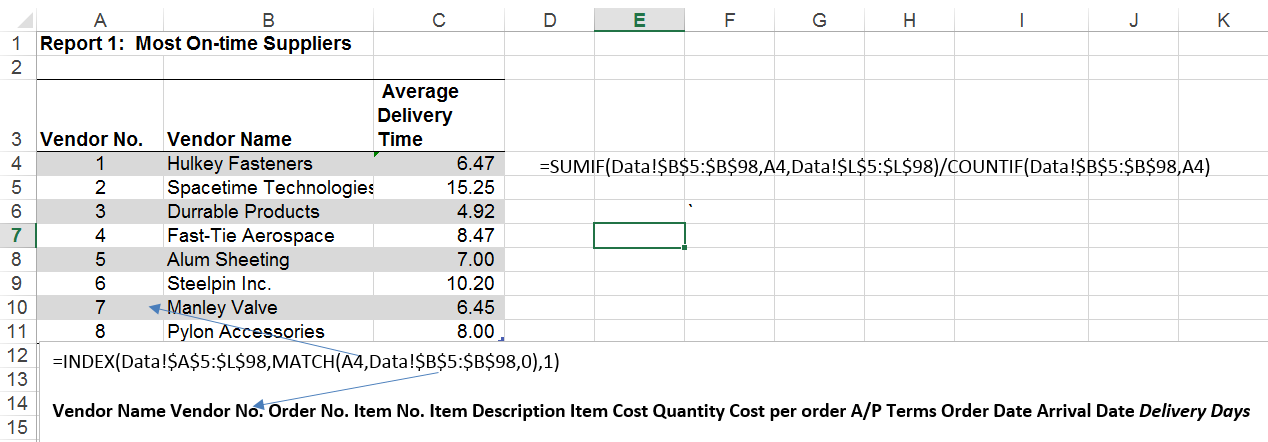 A B C D E F G H I J K
1 Report 1: Most On-time Suppliers
2
Average
Delivery
3 Vendor No. Vendor Name Time
4 1 Hulkey Fasteners 6.47 =SUMIF(Data!$B$5:$B$98,A4,Data!$L$5:$L$98)/COUNTIF(Data!$B$5:$B$98,A4)
5 2 Spacetime Technologies 15.25
6 3 Durrable Products 4.92 `
7 4 Fast-Tie Aerospace 8.47
8 5 Alum Sheeting 7.00
9 6 Steelpin Inc. 10.20
10 7 Manley Valve 6.45
11 8 Pylon Accessories 8.00
12 =INDEX(Data!$A$5:$L$98,MATCH(A4,Data!$B$5:$B$98,0),1)
13
14 Vendor Name Vendor No. Order No. Item No. Item Description Item Cost Quantity Cost per order A/P Terms Order Date Arrival Date Delivery Days
15